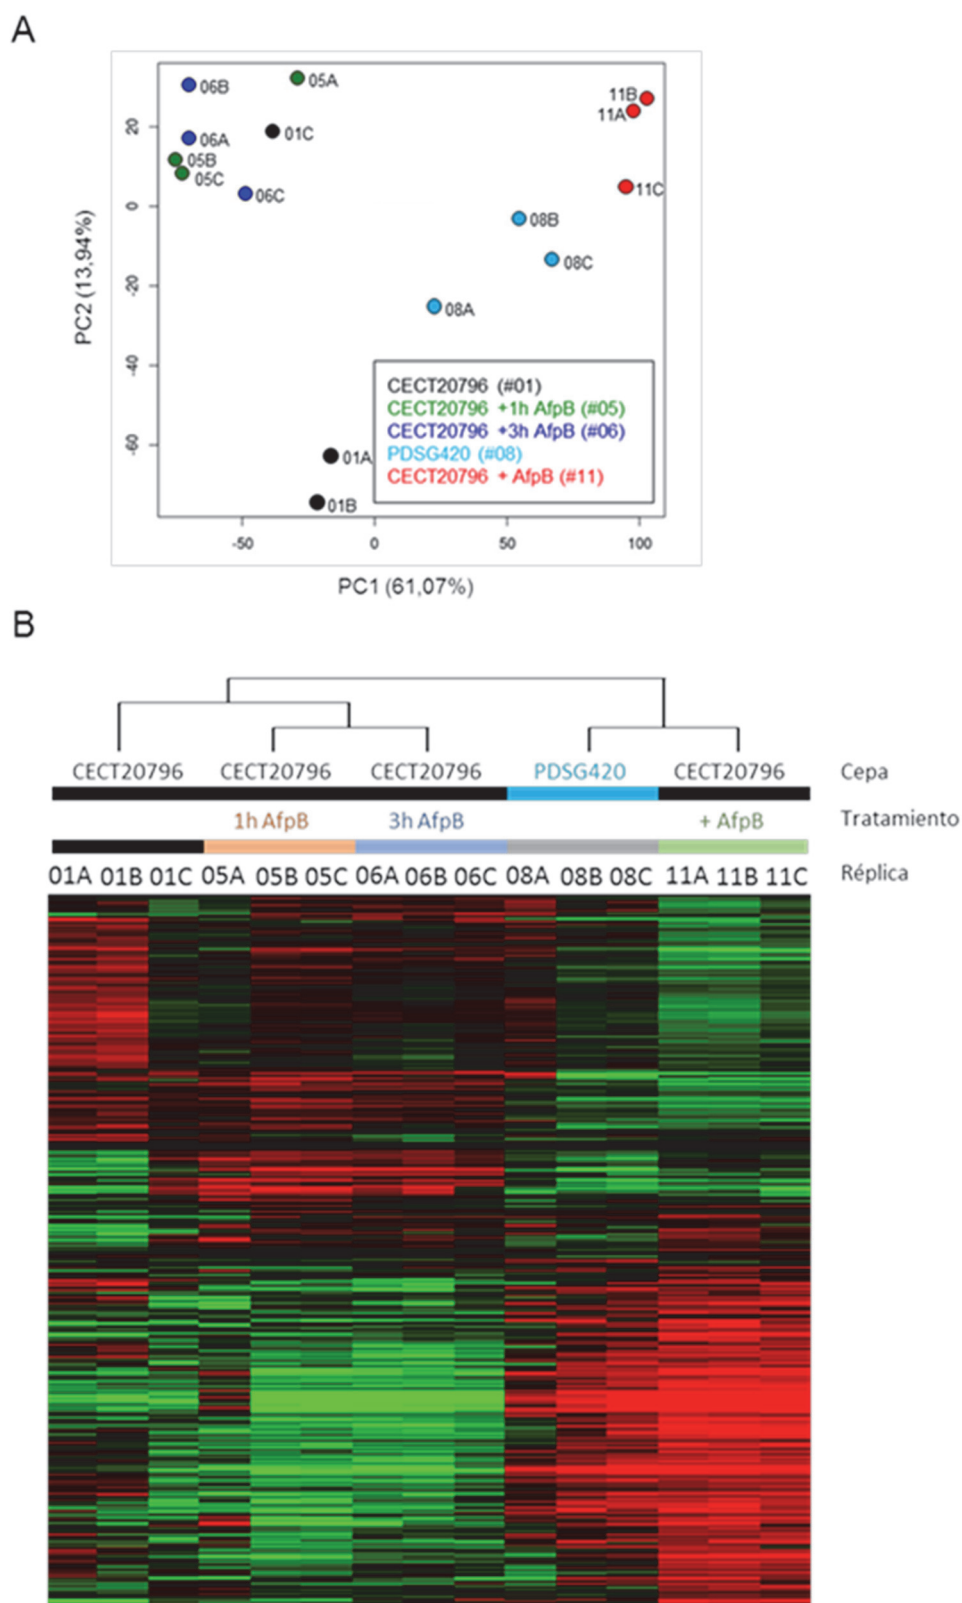 A
06B
05A
01C
06A
05B
05C
06C
11B
11A
11C
08B
08C
08A
01A
01B
20
0
-20
-40
-60
PC2 (13,94%)
CECT20796 (#01)
CECT20796 +1h AfpB (#05)
CECT20796 +3h AfpB (#06)
PDSG420 (#08)
CECT20796 + AfpB (#11)
-50 0 50 100
PC1 (61,07%)
B
CECT20796 CECT20796 CECT20796 PDSG420 CECT20796 Cepa
1h AfpB 3h AfpB + AfpB Tratamiento
01A 01B 01C 05A 05B 05C 06A 06B 06C 08A 08B 08C 11A 11B 11C Réplica